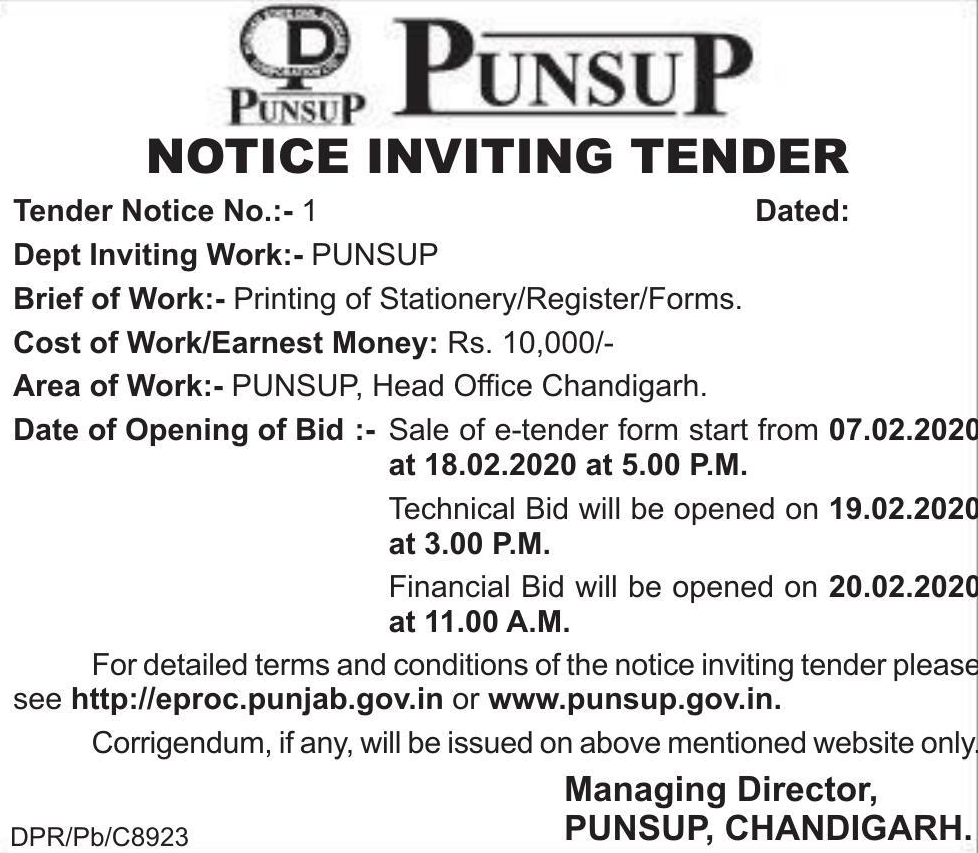 PUNSUP PUNSUP
NOTICE INVITING TENDER
Tender Notice No.:- 1 Dated:
Dept Inviting Work:- PUNSUP
Brief of Work:- Printing of Stationery/Register/Forms.
Cost of Work/Earnest Money: Rs. 10,000/-
Area of Work:- PUNSUP, Head Office Chandigarh.
Date of Opening of Bid :- Sale of e-tender form start from 07.02.2020
at 18.02.2020 at 5.00 P.M.
Technical Bid will be opened on 19.02.2020
at 3.00 P.M.
Financial Bid will be opened on 20.02.2020
at 11.00 A.M.
For detailed terms and conditions of the notice inviting tender please
see http://eproc.punjab.gov.in or www.punsup.gov.in.
Corrigendum, if any, will be issued on above mentioned website only.
Managing Director,
DPR/Pb/C8923 PUNSUP, CHANDIGARH.